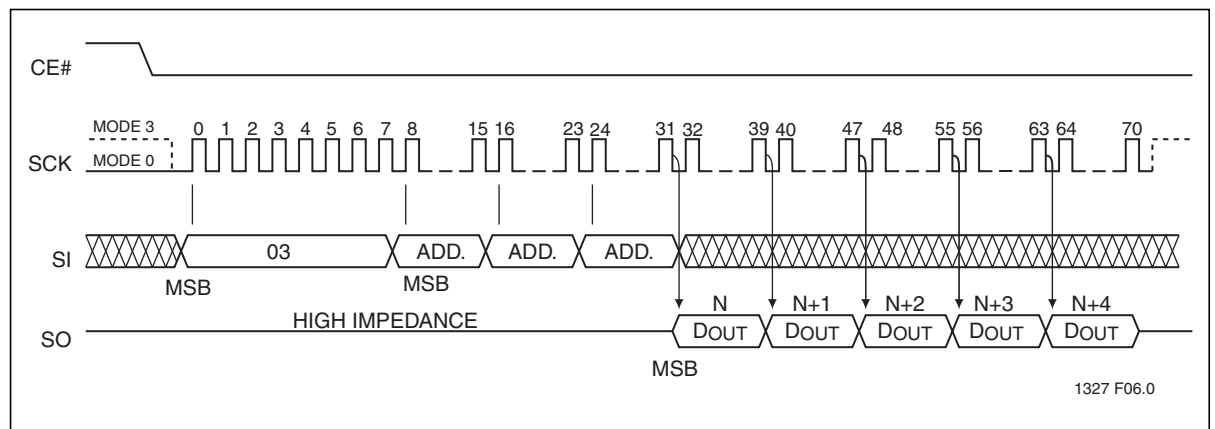 CE#
MODE 3
0 1 2 3 4 5 6 7 8 15 16 23 24 31 32 39 40 47 48 55 56 63 64 70
SCK
MODE 0
SI
03 ADD. ADD. ADD.
MSB MSB
N N+1 N+2 N+3 N+4
HIGH IMPEDANCE
SO
DOUT DOUT DOUT DOUT DOUT
MSB
1327 F06.0